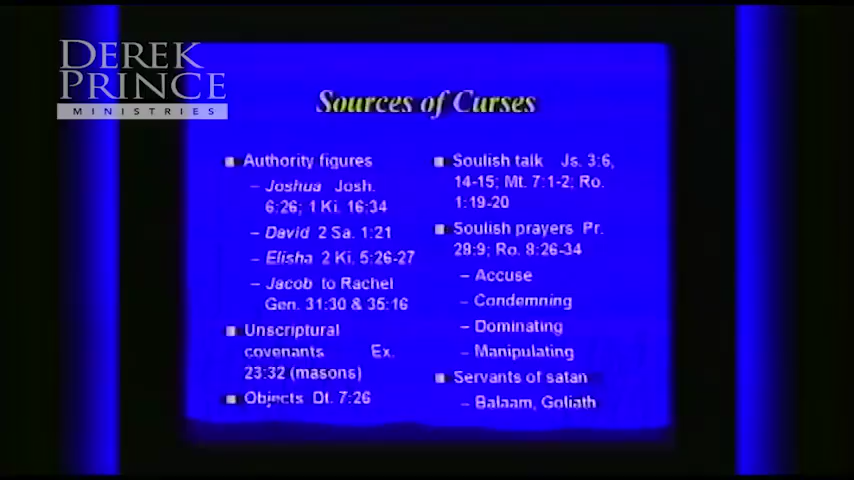 DEREK
PRINCE
MINISTRIES
Sources of Curses
Authority figures
– Joshua Josh.
6:26; 1 Ki. 16:34
– David 2 Sa. 1:21
– Elisha 2 Ki. 5:26-27
– Jacob to Rachel
Gen. 31:30 & 35:16
Unscriptural
covenants Ex.
23:32 (masons)
Objects Dt. 7:26
Soulish talk Js. 3:6,
14-15; Mt. 7:1-2; Ro.
1:19-20
Soulish prayers Pr.
28:9; Ro. 8:26-34
– Accuse
– Condemning
– Dominating
– Manipulating
Servants of satan
– Balaam, Goliath